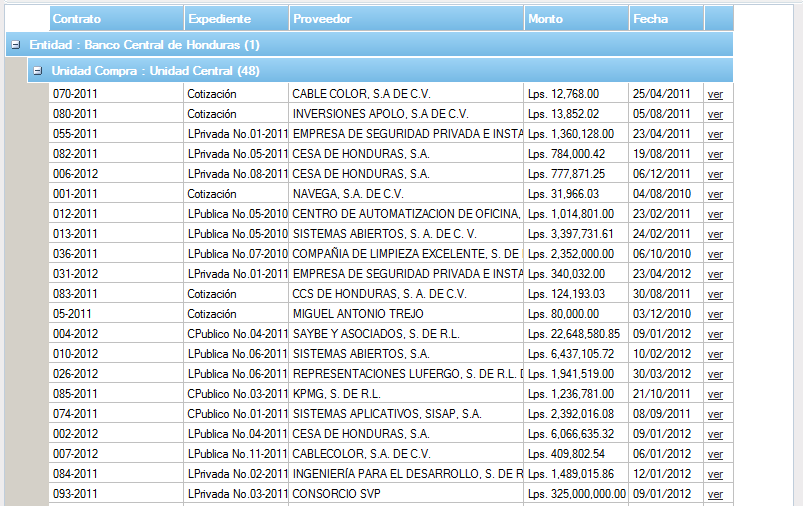 Contrato Expediente Proveedor Monto Fecha
Entidad : Banco Central de Honduras (1)
Unidad Compra : Unidad Central (48)
070-2011 Cotización CABLE COLOR, S.A DE C.V. Lps. 12,768.00 25/04/2011 ver
080-2011 Cotización INVERSIONES APOLO, S.A DE C.V. Lps. 13,852.02 05/08/2011 ver
055-2011 LPrivada No.01-2011 EMPRESA DE SEGURIDAD PRIVADA E INSTA Lps. 1,360,128.00 23/04/2011 ver
082-2011 LPrivada No.05-2011 CESA DE HONDURAS, S.A. Lps. 784,000.42 19/08/2011 ver
006-2012 LPrivada No.08-2011 CESA DE HONDURAS, S.A. Lps. 777,871.25 06/12/2011 ver
001-2011 Cotización NAVEGA, S.A. DE C.V. Lps. 31,966.03 04/08/2010 ver
012-2011 LPublica No.05-2010 CENTRO DE AUTOMATIZACION DE OFICINA, Lps. 1,014,801.00 23/02/2011 ver
013-2011 LPublica No.05-2010 SISTEMAS ABIERTOS, S. A. DE C. V. Lps. 3,397,731.61 24/02/2011 ver
036-2011 LPublica No.07-2010 COMPAÑIA DE LIMPIEZA EXCELENTE, S. DE Lps. 2,352,000.00 06/10/2010 ver
031-2012 LPrivada No.01-2011 EMPRESA DE SEGURIDAD PRIVADA E INSTA Lps. 340,032.00 23/04/2012 ver
083-2011 Cotización CCS DE HONDURAS, S. A. DE C.V. Lps. 124,193.03 30/08/2011 ver
05-2011 Cotización MIGUEL ANTONIO TREJO Lps. 80,000.00 03/12/2010 ver
004-2012 CPublico No.04-2011 SAYBE Y ASOCIADOS, S. DE R.L. Lps. 22,648,580.85 09/01/2012 ver
010-2012 LPublica No.06-2011 SISTEMAS ABIERTOS, S.A. Lps. 6,437,105.72 10/02/2012 ver
026-2012 LPublica No.06-2011 REPRESENTACIONES LUFERGO, S. DE R.L. D Lps. 1,941,519.00 30/03/2012 ver
085-2011 CPublico No.03-2011 KPMG, S. DE R.L. Lps. 1,236,781.00 21/10/2011 ver
074-2011 CPublico No.01-2011 SISTEMAS APLICATIVOS, SISAP, S.A. Lps. 2,392,016.08 08/09/2011 ver
002-2012 LPublica No.04-2011 CESA DE HONDURAS, S.A. Lps. 6,066,635.32 09/01/2012 ver
007-2012 LPublica No.11-2011 CABLECOLOR, S.A. DE C.V. Lps. 409,802.54 06/01/2012 ver
084-2011 LPrivada No.02-2011 INGENIERÍA PARA EL DESARROLLO, S. DE R Lps. 1,489,015.86 12/01/2012 ver
093-2011 LPrivada No.03-2011 CONSORCIO SVP Lps. 325,000,000.00 09/01/2012 ver